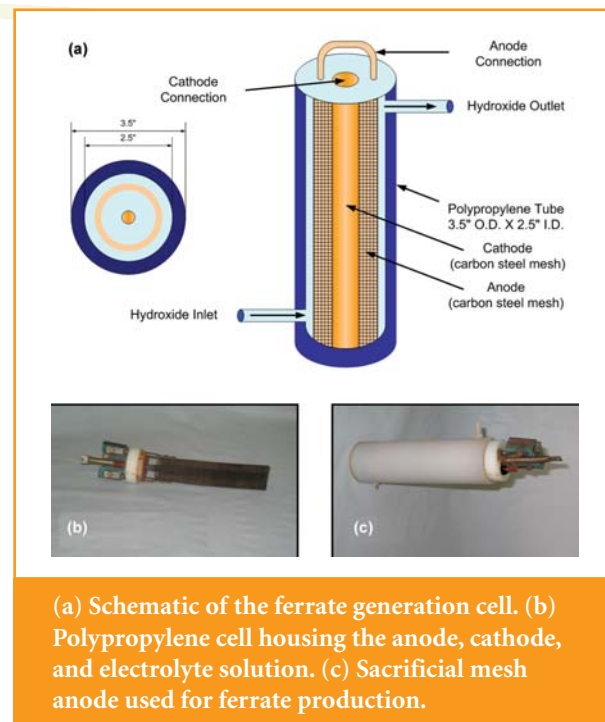 (a)
Anode
Connection
Cathode
Connection
Hydroxide Outlet
3.5"
2.5"
Polypropylene Tube
3.5" O.D. X 2.5" I.D.
Cathode
(carbon steel mesh)
Anode
(carbon steel mesh)
Hydroxide Inlet
(b)
(c)
(a) Schematic of the ferrate generation cell. (b)
Polypropylene cell housing the anode, cathode,
and electrolyte solution. (c) Sacrificial mesh
anode used for ferrate production.